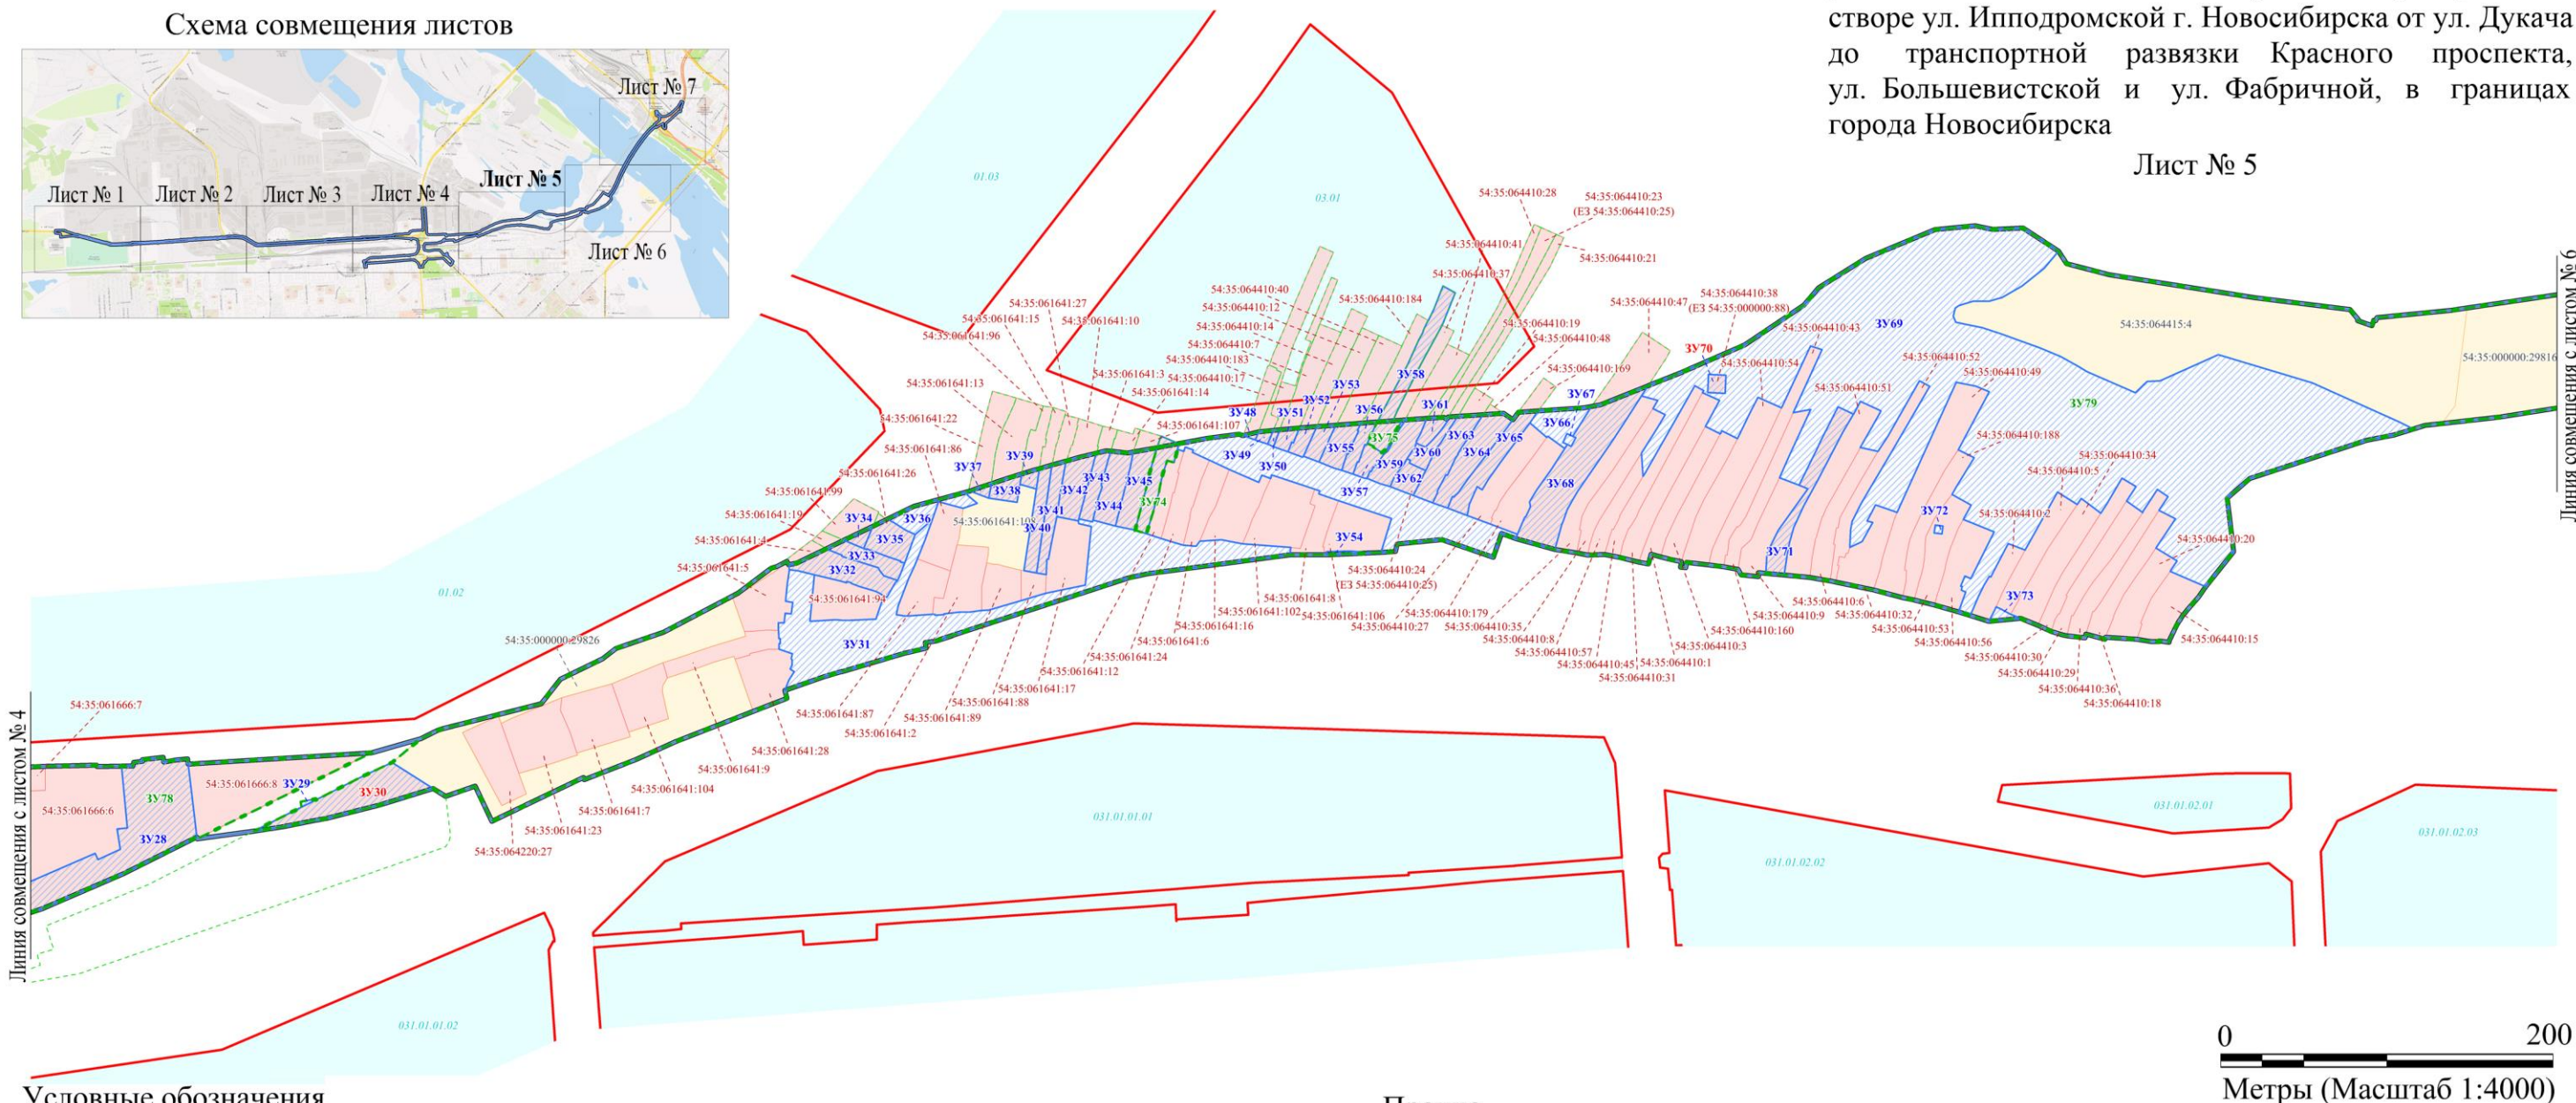 Схема совмещения листов
Лист № 7
Лист № 1
Лист № 2
Лист № 3
Лист № 4
Лист № 5
Лист № 6
створе ул. Ипподромской г. Новосибирска от ул. Дукача
до транспортной развязки Красного проспекта,
ул. Большевистской и ул. Фабричной, в границах
города Новосибирска
Лист № 5
01.03
03.01
01.02
54:35:064410:28
54:35:064410:23
(ЕЗ 54:35:064410:25)
54:35:064410:41
54:35:064410:21
54:35:064410:37
54:35:064410:40
54:35:064410:12
54:35:064410:184
54:35:064410:14
54:35:064410:7
54:35:064410:183
54:35:064410:17
54:35:064410:19
54:35:064410:48
54:35:064410:169
54:35:064410:47
54:35:064410:38
(ЕЗ 54:35:000000:88)
54:35:064410:43
54:35:064410:54
54:35:064410:51
54:35:064410:52
54:35:064410:49
54:35:064410:188
54:35:064410:34
54:35:064410:5
54:35:064410:2
54:35:064410:20
54:35:064410:15
54:35:064415:4
54:35:000000:29816
54:35:061641:27
54:35:061641:15
54:35:061641:10
54:35:061641:96
54:35:061641:3
54:35:061641:14
54:35:061641:13
54:35:061641:107
54:35:061641:22
54:35:061641:86
54:35:061641:26
54:35:061641:99
54:35:061641:19
54:35:061641:4
54:35:061641:5
54:35:061641:94
54:35:061641:108
54:35:000000:29826
54:35:061666:7
54:35:061666:8
54:35:061666:6
ЗУ28
ЗУ29
ЗУ30
ЗУ31
ЗУ32
ЗУ33
ЗУ34
ЗУ35
ЗУ36
ЗУ37
ЗУ38
ЗУ39
ЗУ40
ЗУ41
ЗУ42
ЗУ43
ЗУ44
ЗУ45
ЗУ74
ЗУ48
ЗУ49
ЗУ50
ЗУ51
ЗУ52
ЗУ53
ЗУ54
ЗУ55
ЗУ56
ЗУ57
ЗУ58
ЗУ59
ЗУ60
ЗУ61
ЗУ62
ЗУ63
ЗУ64
ЗУ65
ЗУ66
ЗУ67
ЗУ68
ЗУ69
ЗУ70
ЗУ71
ЗУ72
ЗУ73
ЗУ75
ЗУ78
ЗУ79
54:35:064410:24
(ЕЗ 54:35:064410:25)
54:35:061641:8
54:35:061641:102
54:35:061641:106
54:35:061641:16
54:35:061641:6
54:35:061641:24
54:35:061641:12
54:35:061641:17
54:35:061641:88
54:35:061641:89
54:35:061641:2
54:35:061641:87
54:35:061641:28
54:35:061641:9
54:35:061641:104
54:35:061641:7
54:35:061641:23
54:35:064220:27
54:35:064410:27
54:35:064410:179
54:35:064410:35
54:35:064410:8
54:35:064410:57
54:35:064410:45
54:35:064410:31
54:35:064410:1
54:35:064410:3
54:35:064410:160
54:35:064410:9
54:35:064410:6
54:35:064410:32
54:35:064410:53
54:35:064410:56
54:35:064410:30
54:35:064410:29
54:35:064410:36
54:35:064410:18
031.01.01.01
031.01.01.02
031.01.02.01
031.01.02.02
031.01.02.03
Линия совмещения с листом № 4
Линия совмещения с листом № 6
0 200
Метры (Масштаб 1:4000)
Условные обозначения